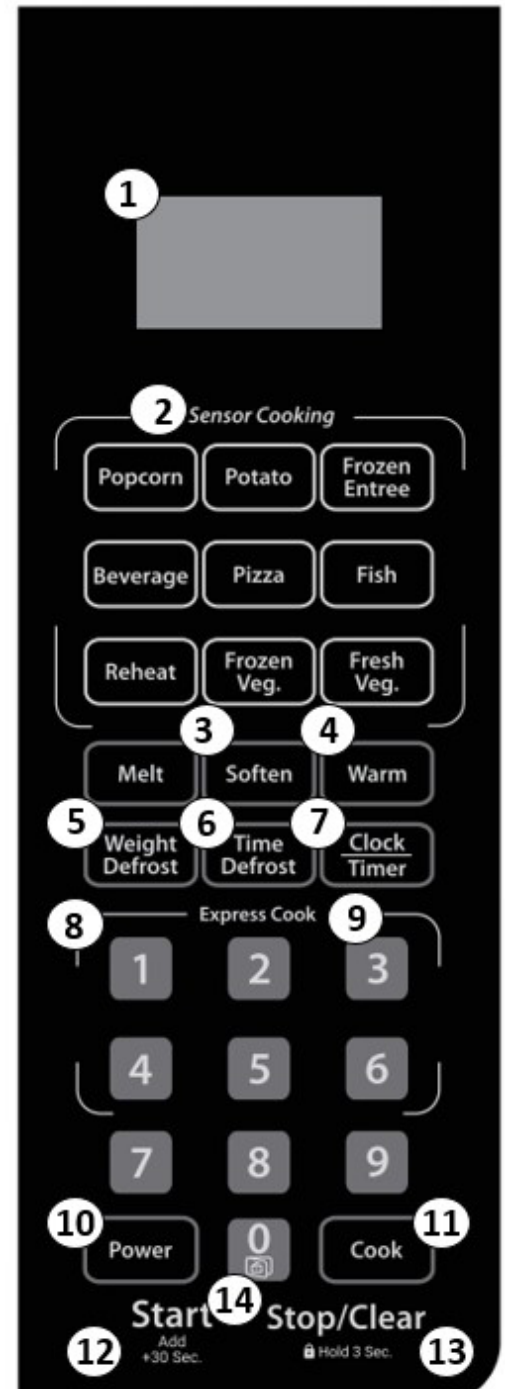 1
2 Sensor Cooking
Popcorn Potato Frozen Entree
Beverage Pizza Fish
Reheat Frozen Veg. Fresh Veg.
3 4
Melt Soften Warm
5 6 7
Weight Defrost Time Defrost Clock Timer
8 Express Cook 9
1 2 3
4 5 6
7 8 9
10 11
Power 0 Cook
14
Start Stop/Clear
12 Add +30 Sec. Hold 3 Sec. 13